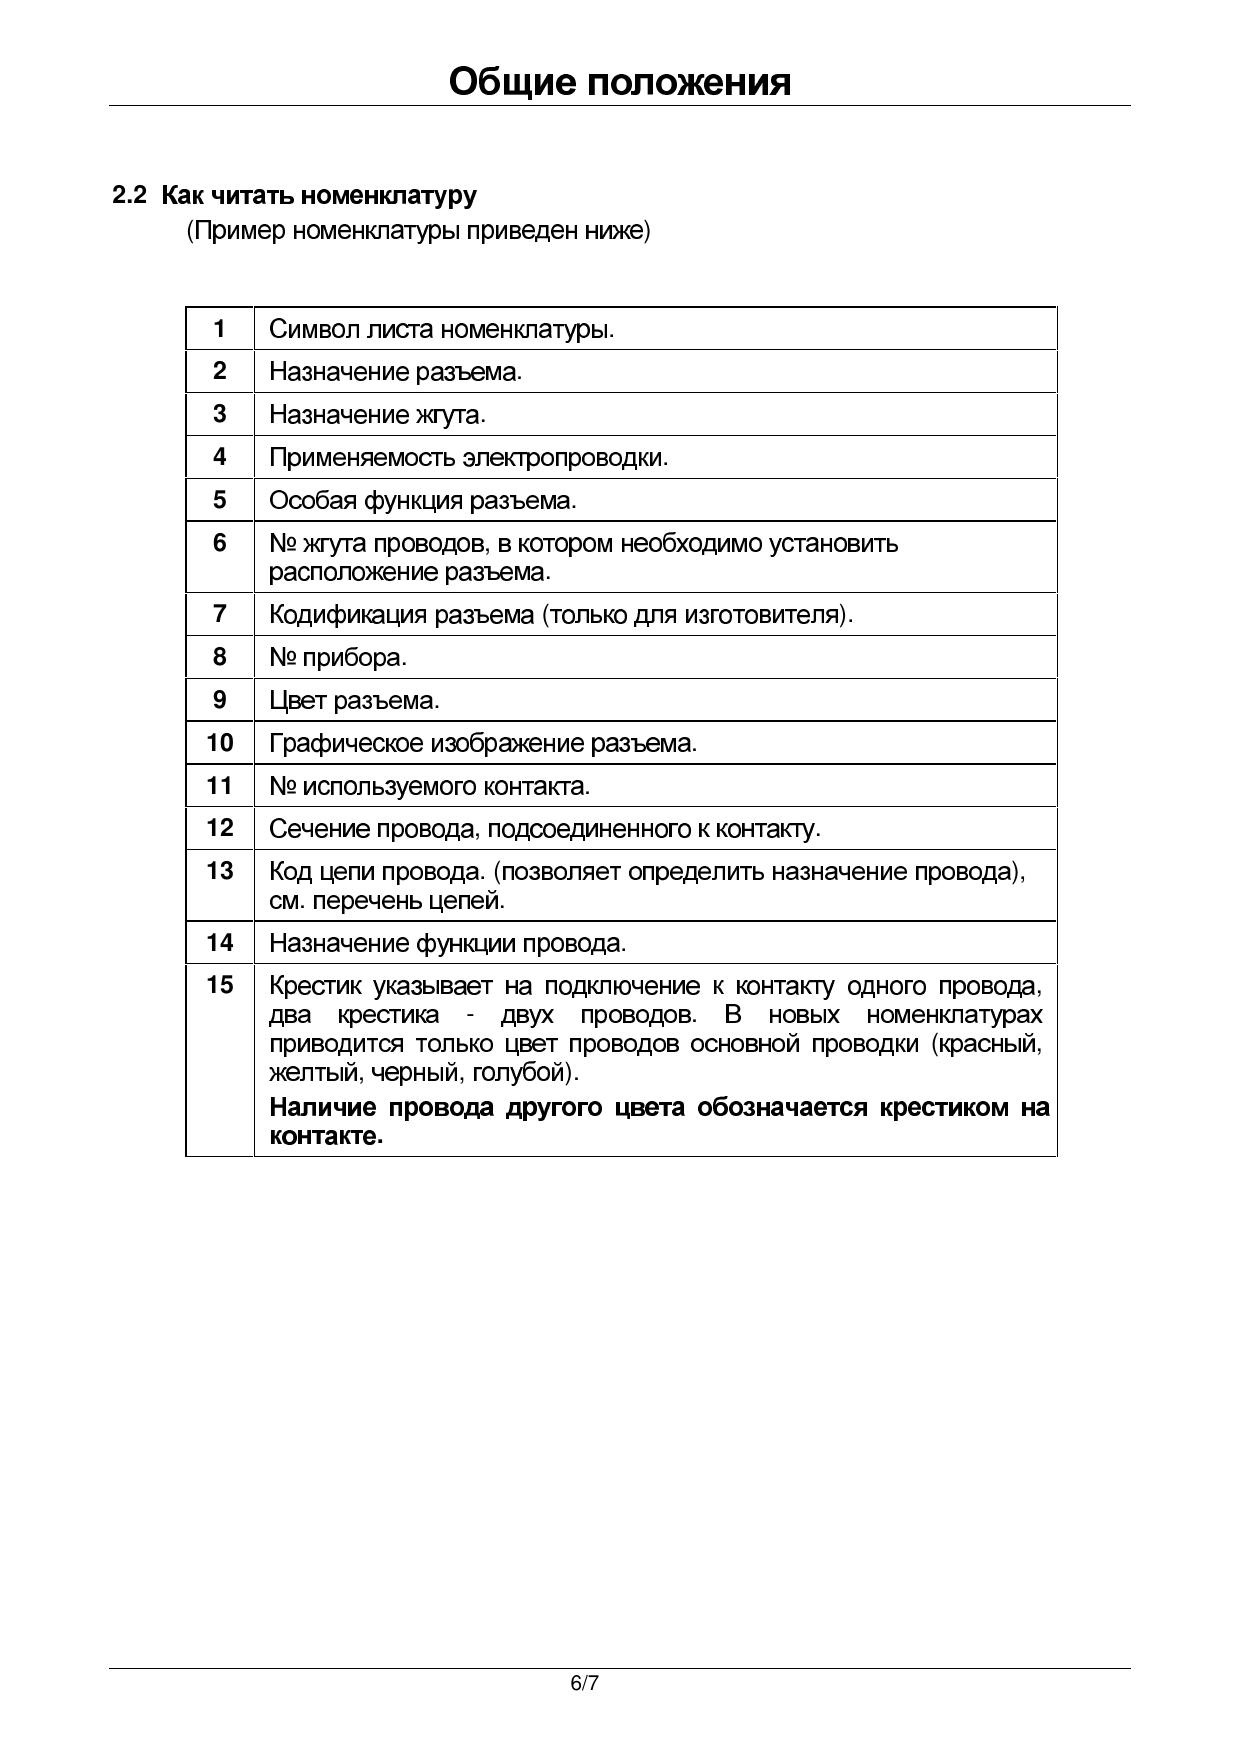 Общие положения
2.2 Как читать номенклатуру
(Пример номенклатуры приведен ниже)
1 Символ листа номенклатуры.
2 Назначение разъема.
3 Назначение жгута.
4 Применяемость электропроводки.
5 Особая функция разъема.
6 № жгута проводов, в котором необходимо установить
расположение разъема.
7 Кодификация разъема (только для изготовителя).
8 № прибора.
9 Цвет разъема.
10 Графическое изображение разъема.
11 № используемого контакта.
12 Сечение провода, подсоединенного к контакту.
13 Код цепи провода. (позволяет определить назначение провода),
см. перечень цепей.
14 Назначение функции провода.
15 Крестик указывает на подключение к контакту одного провода,
два крестика - двух проводов. В новых номенклатурах
приводится только цвет проводов основной проводки (красный,
желтый, черный, голубой).
Наличие провода другого цвета обозначается крестиком на
контакте.
6/7